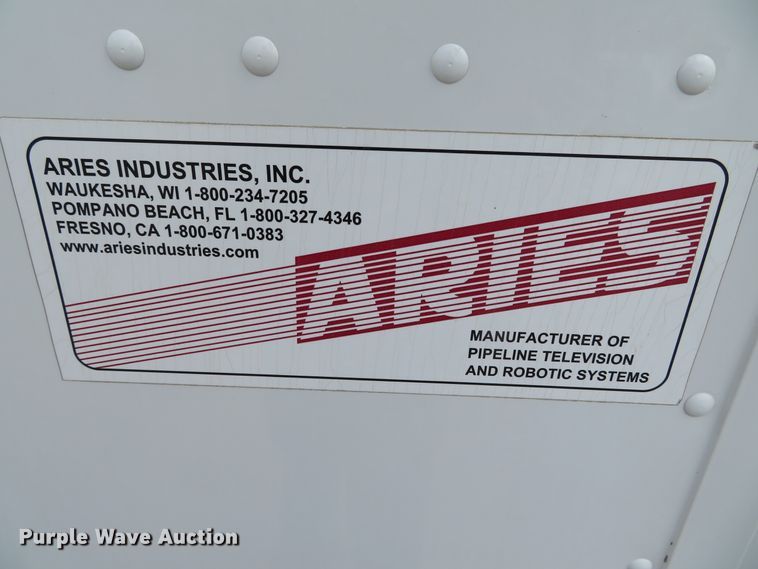 ARIES INDUSTRIES, INC.
WAUKESHA, WI 1-800-234-7205
POMPANO BEACH, FL 1-800-327-4346
FRESNO, CA 1-800-671-0383
www.ariesindustries.com
ARIES
MANUFACTURER OF
PIPELINE TELEVISION
AND ROBOTIC SYSTEMS
Purple Wave Auction